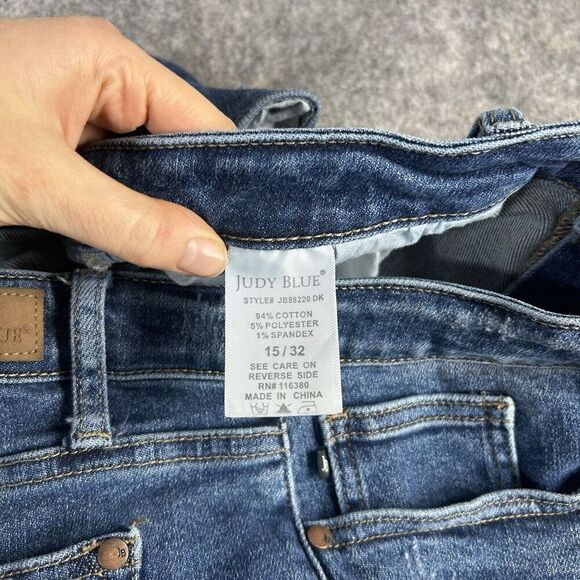 JUDY BLUE®
STYLE# JB88220 DK
94% COTTON
5% POLYESTER
1% SPANDEX
15 / 32
SEE CARE ON
REVERSE SIDE
RN# 116380
MADE IN CHINA
UE®